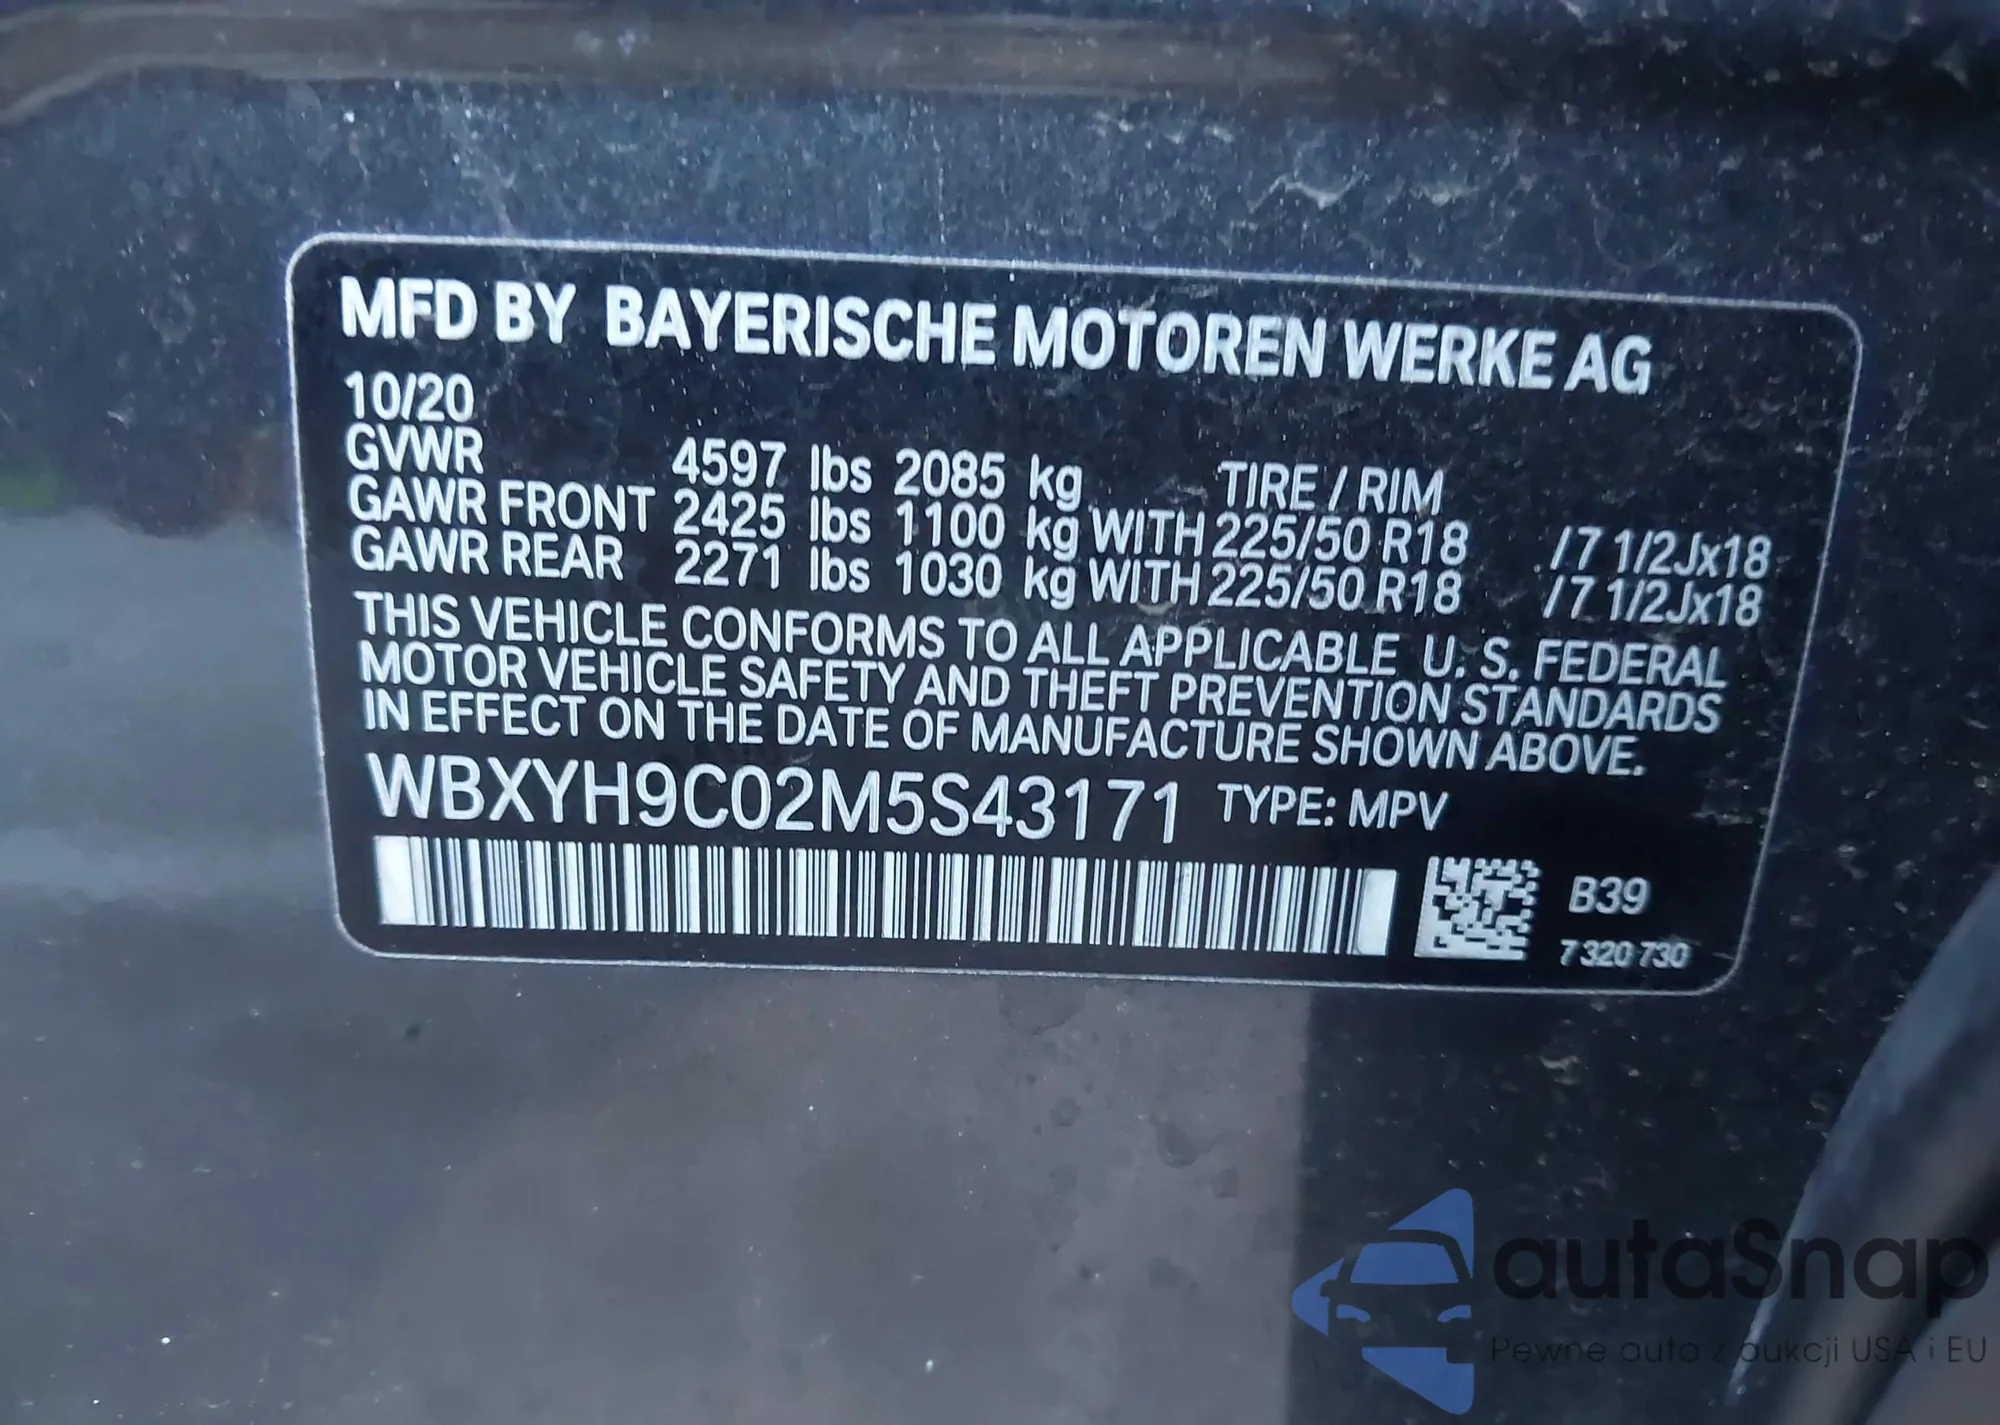 MFD BY BAYERISCHE MOTOREN WERKE AG
10/20
GVWR 4597 lbs 2085 kg TIRE / RIM
GAWR FRONT 2425 lbs 1100 kg WITH 225/50 R18 /7 1/2Jx18
GAWR REAR 2271 lbs 1030 kg WITH 225/50 R18 /7 1/2Jx18
THIS VEHICLE CONFORMS TO ALL APPLICABLE U. S. FEDERAL
MOTOR VEHICLE SAFETY AND THEFT PREVENTION STANDARDS
IN EFFECT ON THE DATE OF MANUFACTURE SHOWN ABOVE.
WBXYH9C02M5S43171 TYPE: MPV
B39
7 320 730
autaSnap
Pewne auta z aukcji USA i EU